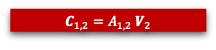 C₁,₂ = A₁,₂ V₂